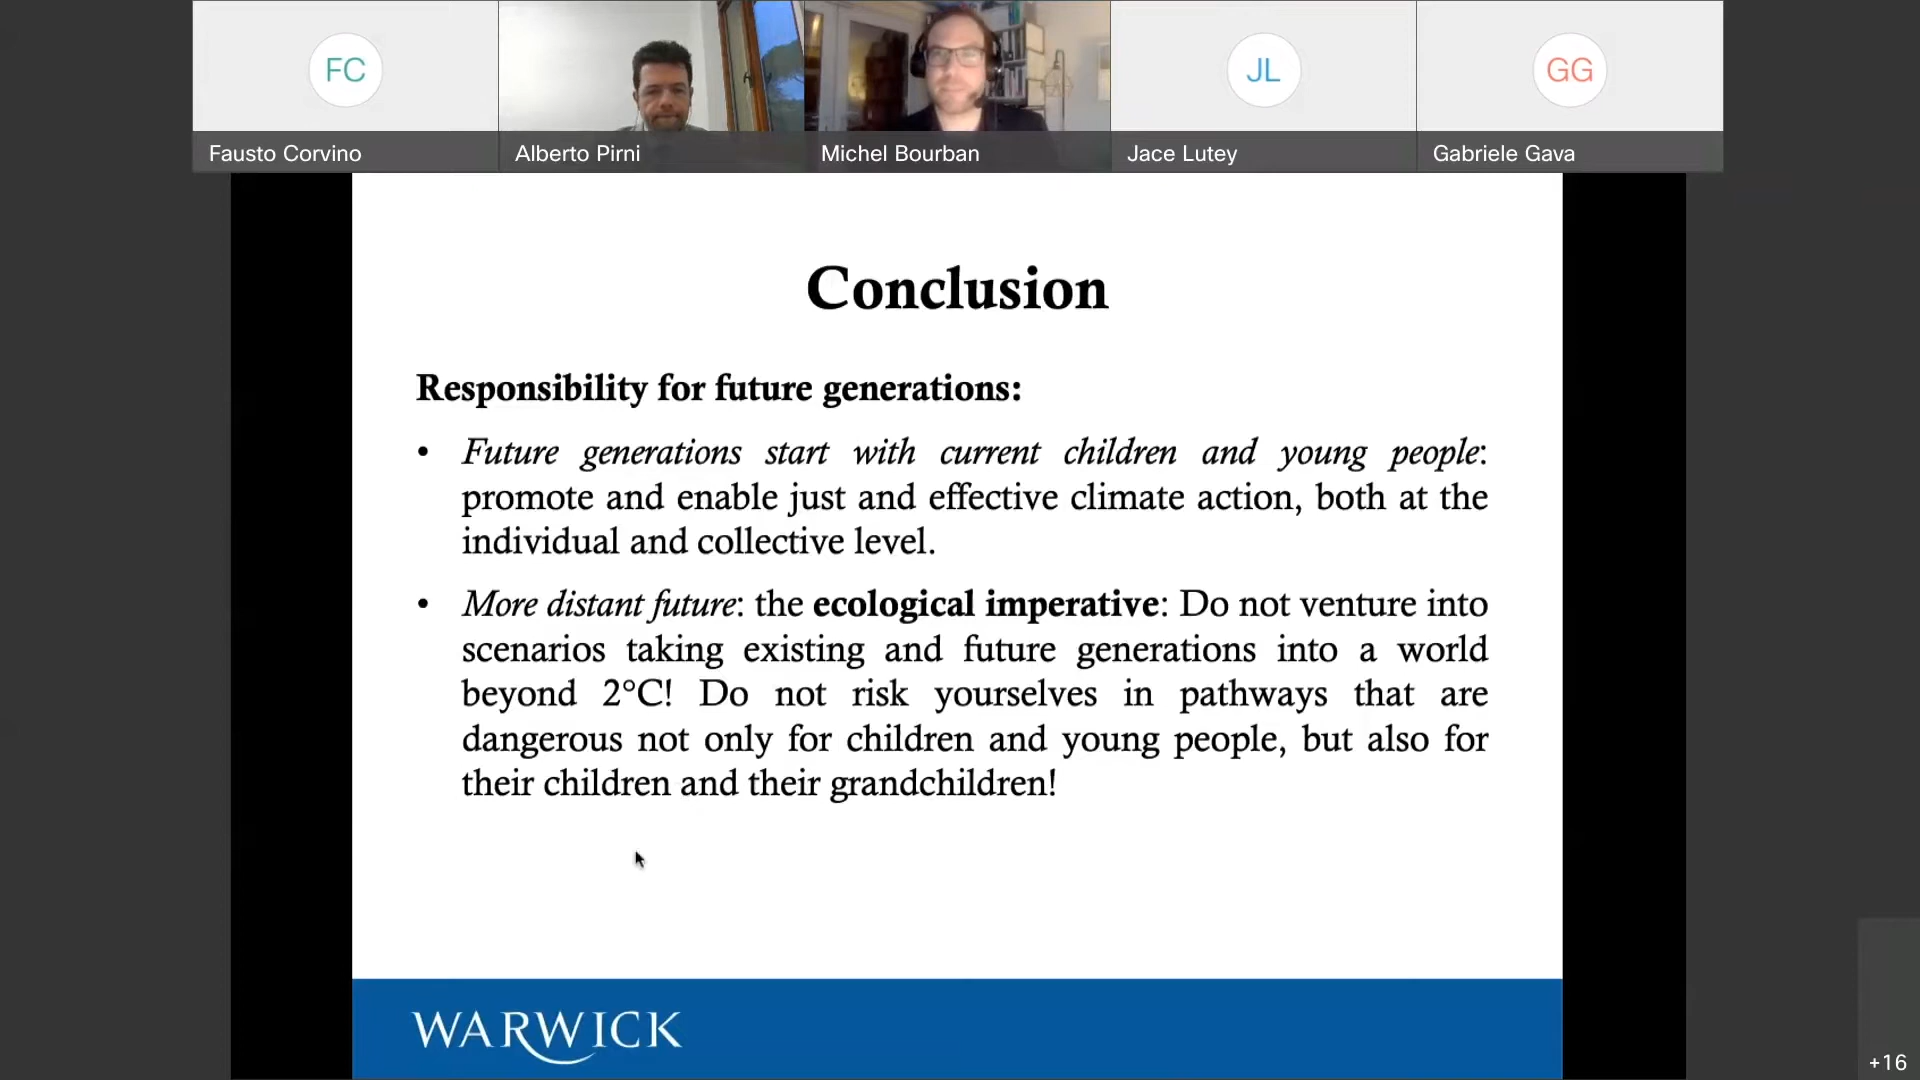 FC
JL
GG
Fausto Corvino
Alberto Pirni
Michel Bourban
Jace Lutey
Gabriele Gava
Conclusion
Responsibility for future generations:
• Future generations start with current children and young people:
promote and enable just and effective climate action, both at the
individual and collective level.
• More distant future: the ecological imperative: Do not venture into
scenarios taking existing and future generations into a world
beyond 2°C! Do not risk yourselves in pathways that are
dangerous not only for children and young people, but also for
their children and their grandchildren!
WARWICK
+16